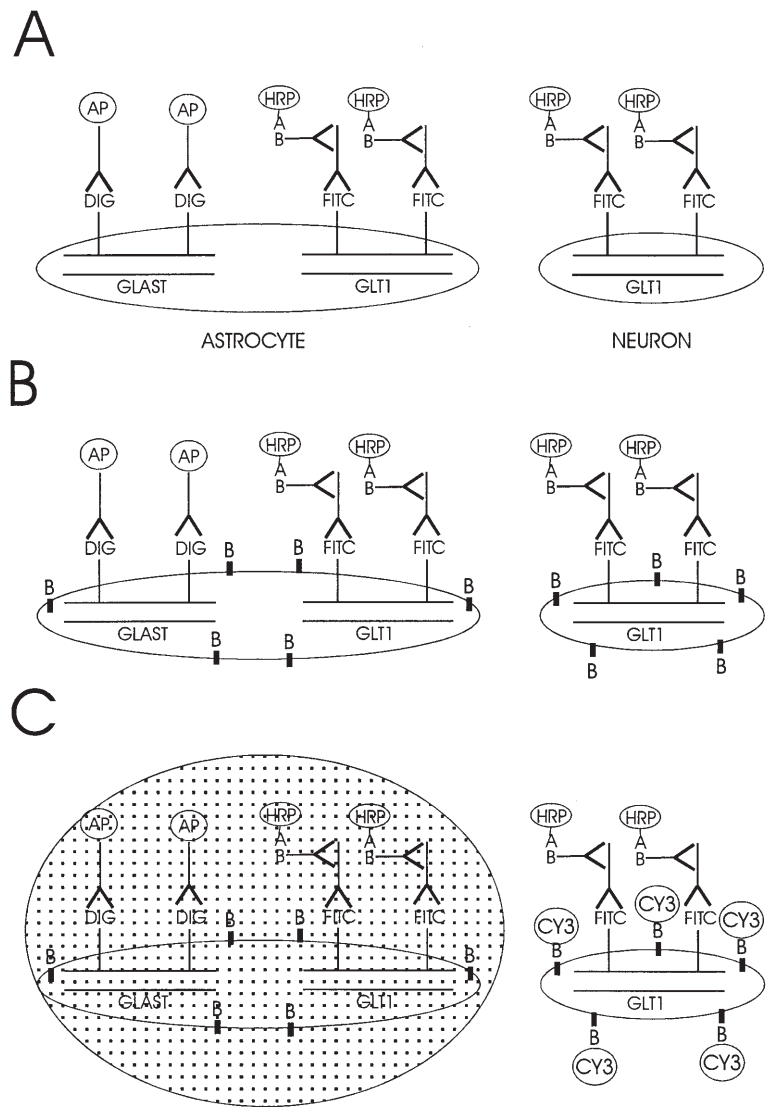 A
AP AP HRP HRP HRP HRP
A A A A
B B B B
DIG DIG FITC FITC FITC FITC
GLAST GLT1 GLT1
ASTROCYTE NEURON
B
AP AP HRP HRP HRP HRP
A A A A
B B B B
DIG DIG FITC FITC FITC FITC
B B B B B B B
GLAST GLT1 GLT1
B B B B
C
AP AP HRP HRP HRP HRP
A A A A
B B B B
DIG DIG FITC FITC FITC FITC
CY3 CY3 CY3
B B B B B B B
GLAST GLT1 GLT1
B B B B
CY3 CY3